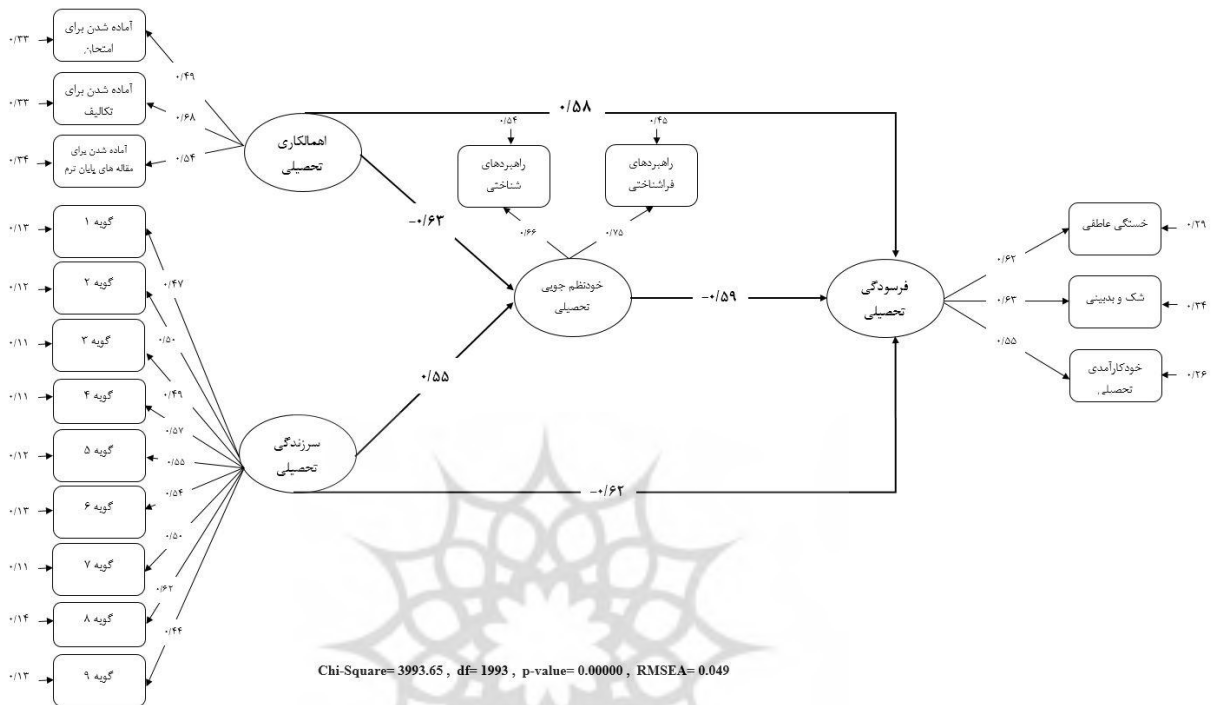 آماده شدن برای
امتحان
۰/۳۳
۰/۴۹
آماده شدن برای
تکالیف
۰/۳۳
۰/۶۸
آماده شدن برای
مقاله های پایان ترم
۰/۳۴
۰/۵۴
اهمالکاری
تحصیلی
۰/۵۸
-۰/۶۳
۰/۵۴
راهبردهای
شناختی
۰/۶۶
۰/۴۵
راهبردهای
فراشناختی
۰/۷۵
خودنظم جویی
تحصیلی
-۰/۵۹
فرسودگی
تحصیلی
خستگی عاطفی
۰/۲۹
۰/۶۲
شک و بدبینی
۰/۳۴
۰/۶۳
خودکارآمدی
تحصیلی
۰/۲۶
۰/۵۵
گویه ۱
۰/۱۳
۰/۴۷
گویه ۲
۰/۱۲
۰/۵۰
گویه ۳
۰/۱۱
۰/۴۹
گویه ۴
۰/۱۱
۰/۵۷
گویه ۵
۰/۱۲
۰/۵۵
گویه ۶
۰/۱۳
۰/۵۴
گویه ۷
۰/۱۱
۰/۵۰
گویه ۸
۰/۱۴
۰/۶۲
گویه ۹
۰/۱۳
۰/۴۴
سرزندگی
تحصیلی
۰/۵۵
-۰/۶۲
Chi-Square= 3993.65 , df= 1993 , p-value= 0.00000 , RMSEA= 0.049